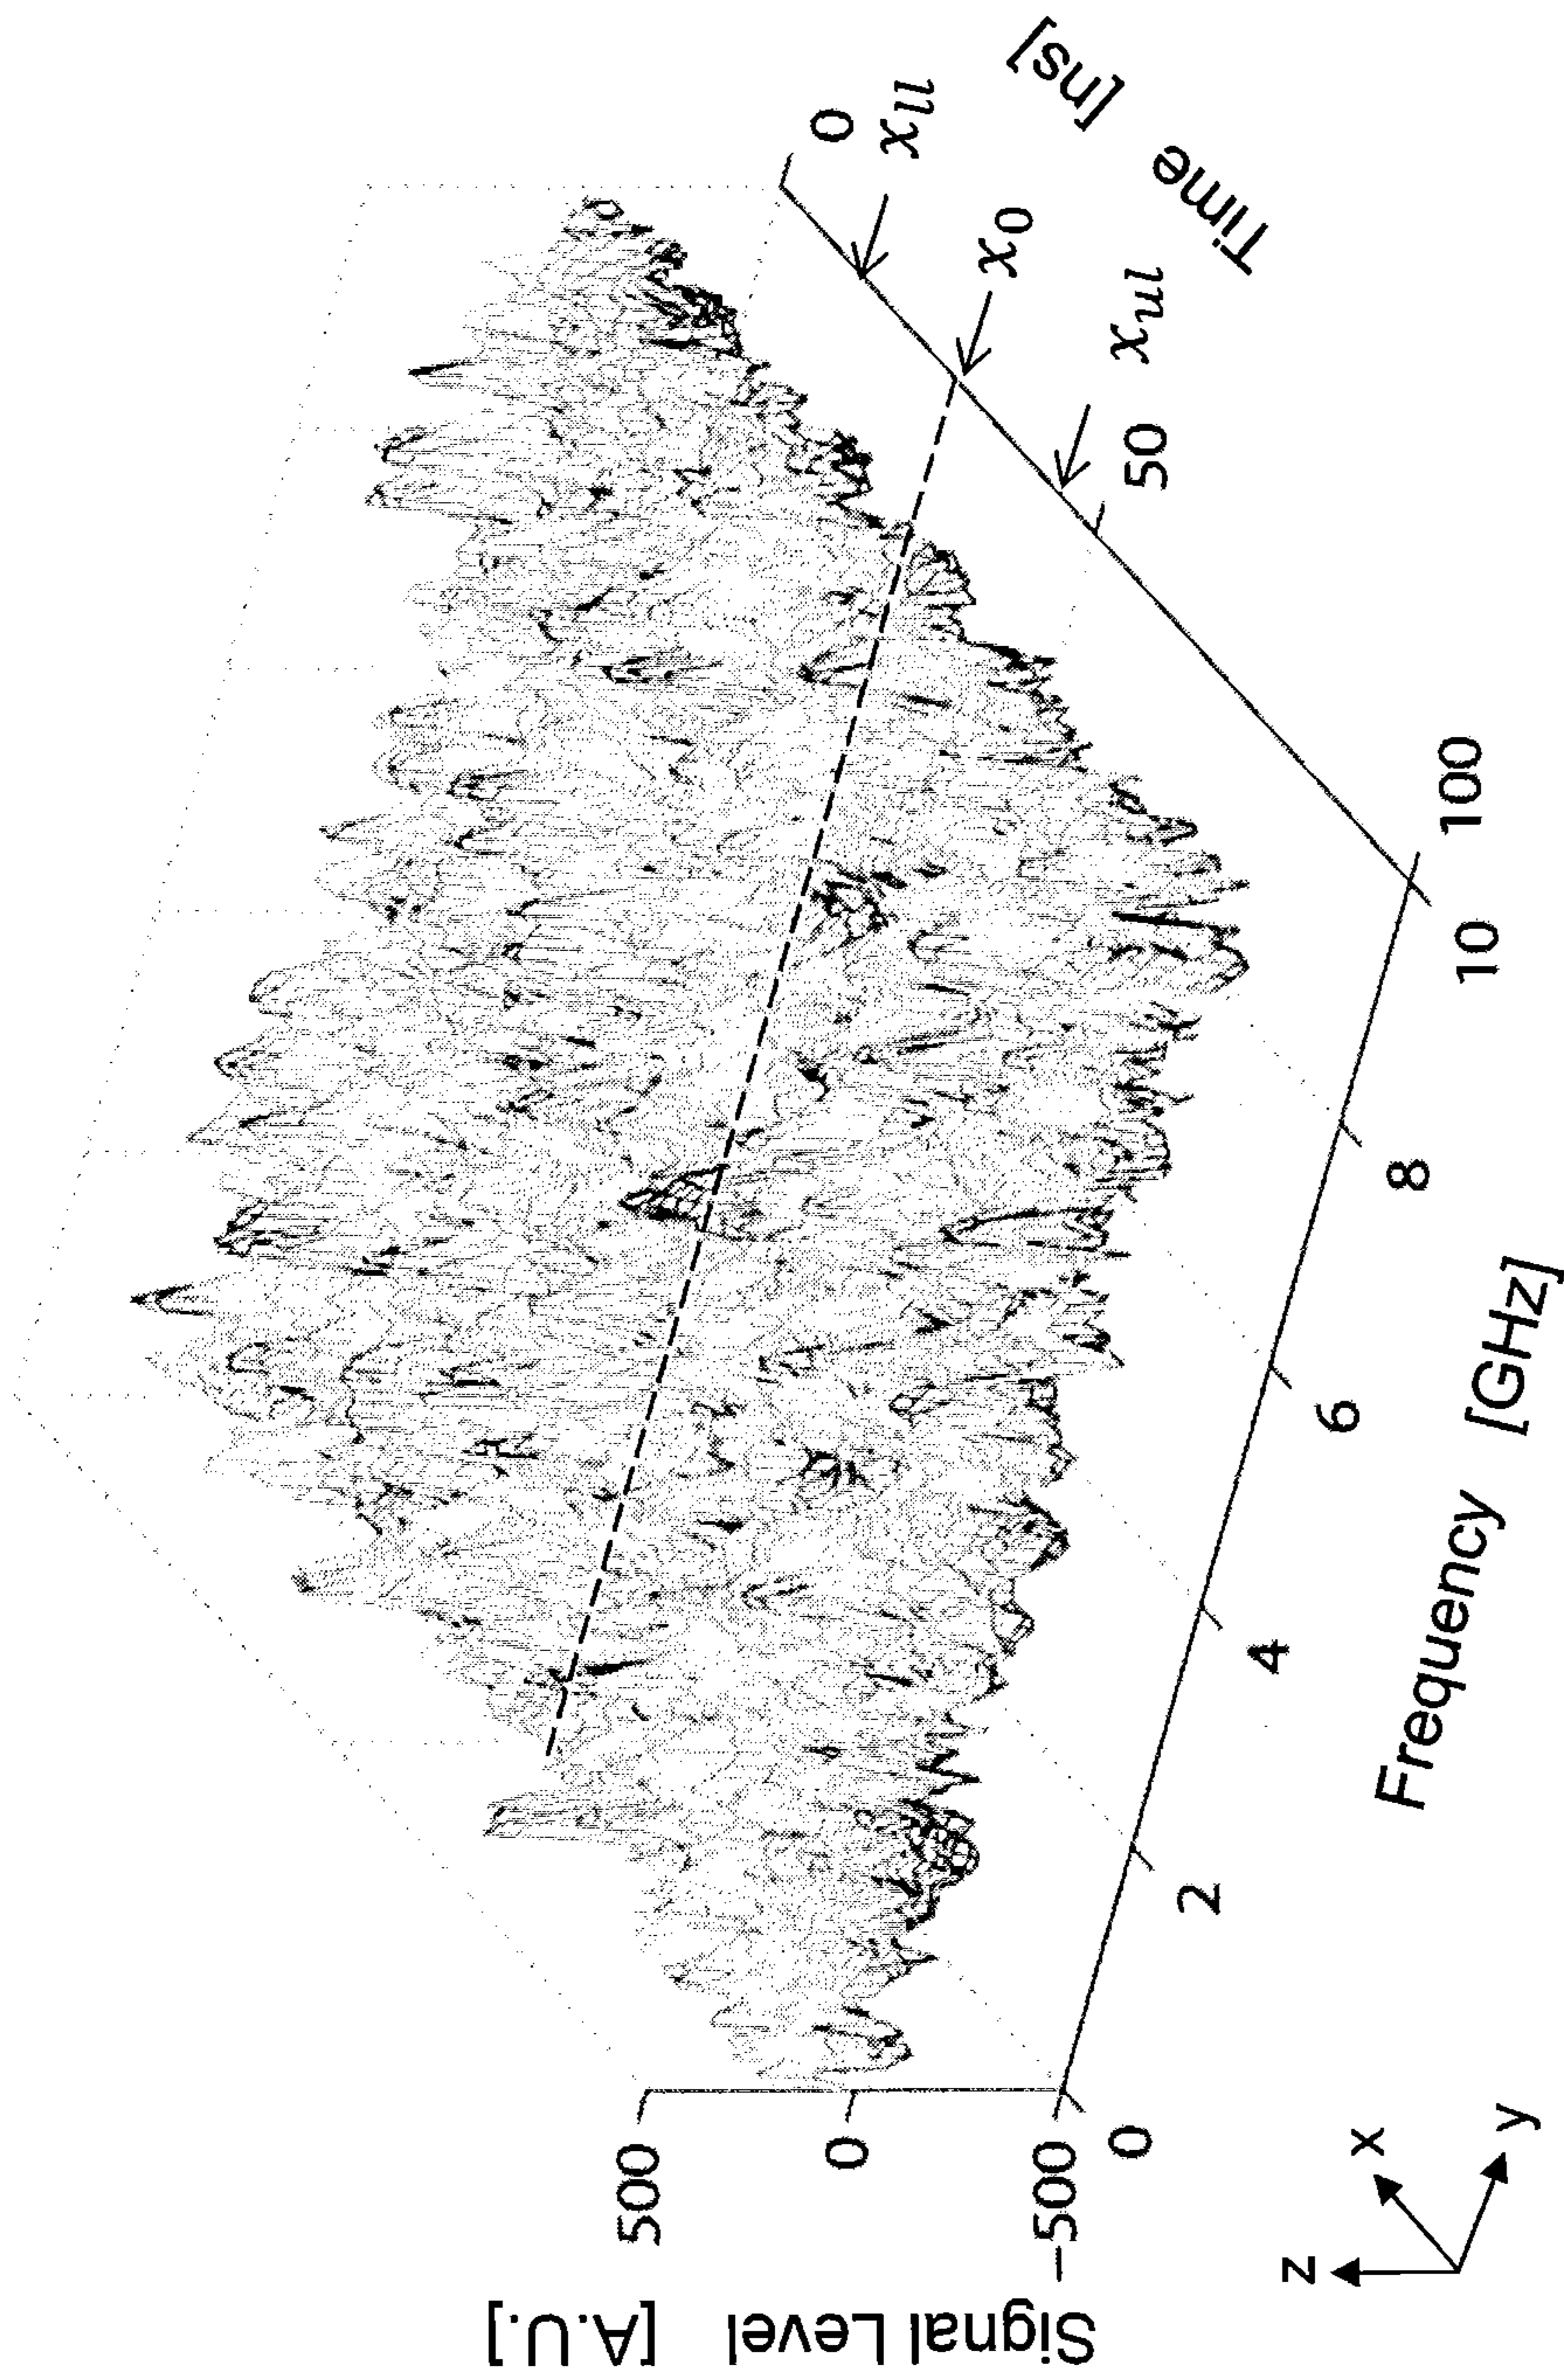 Signal Level [A.U.]
500
0
−500
0
2
4
6
8
10
Frequency [GHz]
100
50
0
Time [ns]
x_ll
x_0
x_ul
z
x
y